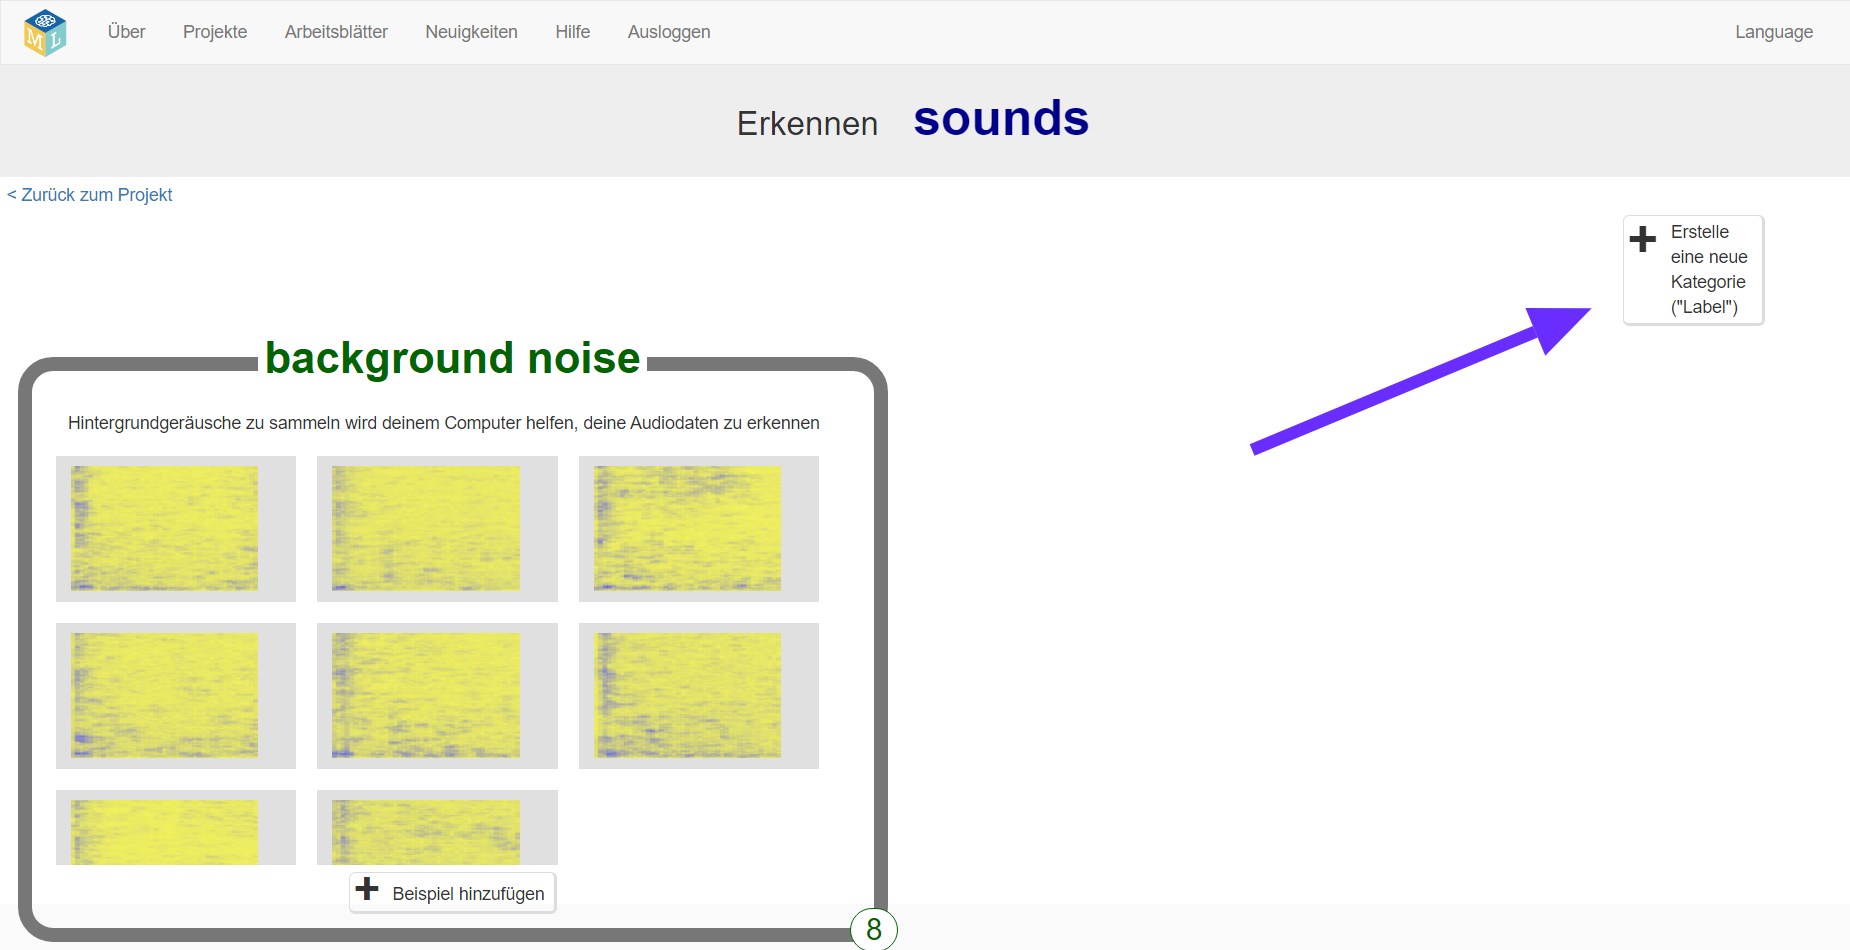 M L
Über Projekte Arbeitsblätter Neuigkeiten Hilfe Ausloggen Language
Erkennen sounds
< Zurück zum Projekt
Erstelle
eine neue
Kategorie
("Label")
background noise
Hintergrundgeräusche zu sammeln wird deinem Computer helfen, deine Audiodaten zu erkennen
Beispiel hinzufügen
8